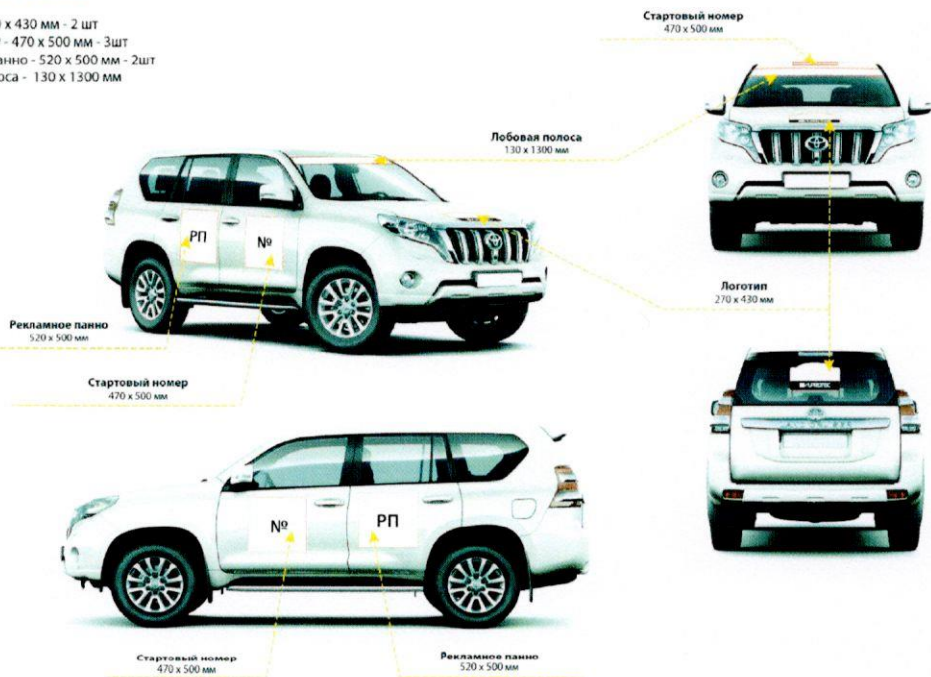 х 430 мм - 2 шт
- 470 х 500 мм - 3шт
- 520 х 500 мм - 2шт
- 130 х 1300 мм
Стартовый номер
470 х 500 мм
Лобовая полоса
130 х 1300 мм
РП
№
Логотип
270 х 430 мм
Рекламное панно
520 х 500 мм
Стартовый номер
470 х 500 мм
№
РП
Стартовый номер
470 х 500 мм
Рекламное панно
520 х 500 мм